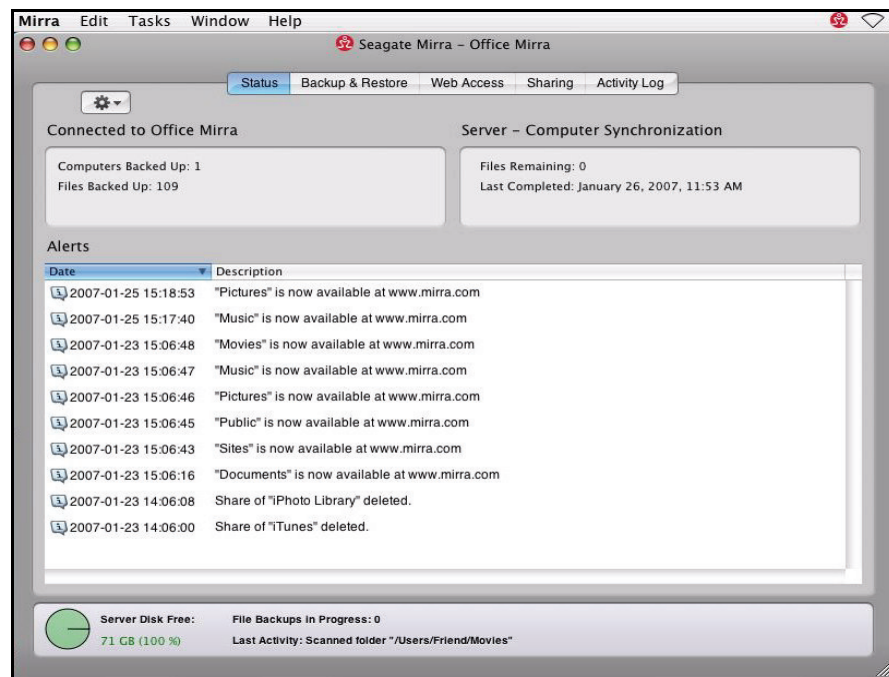 Mirra Edit Tasks Window Help
Seagate Mirra – Office Mirra
Status Backup & Restore Web Access Sharing Activity Log
Connected to Office Mirra
Computers Backed Up: 1
Files Backed Up: 109
Server – Computer Synchronization
Files Remaining: 0
Last Completed: January 26, 2007, 11:53 AM
Alerts
Date Description
2007-01-25 15:18:53 "Pictures" is now available at www.mirra.com
2007-01-25 15:17:40 "Music" is now available at www.mirra.com
2007-01-23 15:06:48 "Movies" is now available at www.mirra.com
2007-01-23 15:06:47 "Music" is now available at www.mirra.com
2007-01-23 15:06:46 "Pictures" is now available at www.mirra.com
2007-01-23 15:06:45 "Public" is now available at www.mirra.com
2007-01-23 15:06:43 "Sites" is now available at www.mirra.com
2007-01-23 15:06:16 "Documents" is now available at www.mirra.com
2007-01-23 14:06:08 Share of "iPhoto Library" deleted.
2007-01-23 14:06:00 Share of "iTunes" deleted.
Server Disk Free:
71 GB (100 %)
File Backups in Progress: 0
Last Activity: Scanned folder "/Users/Friend/Movies"